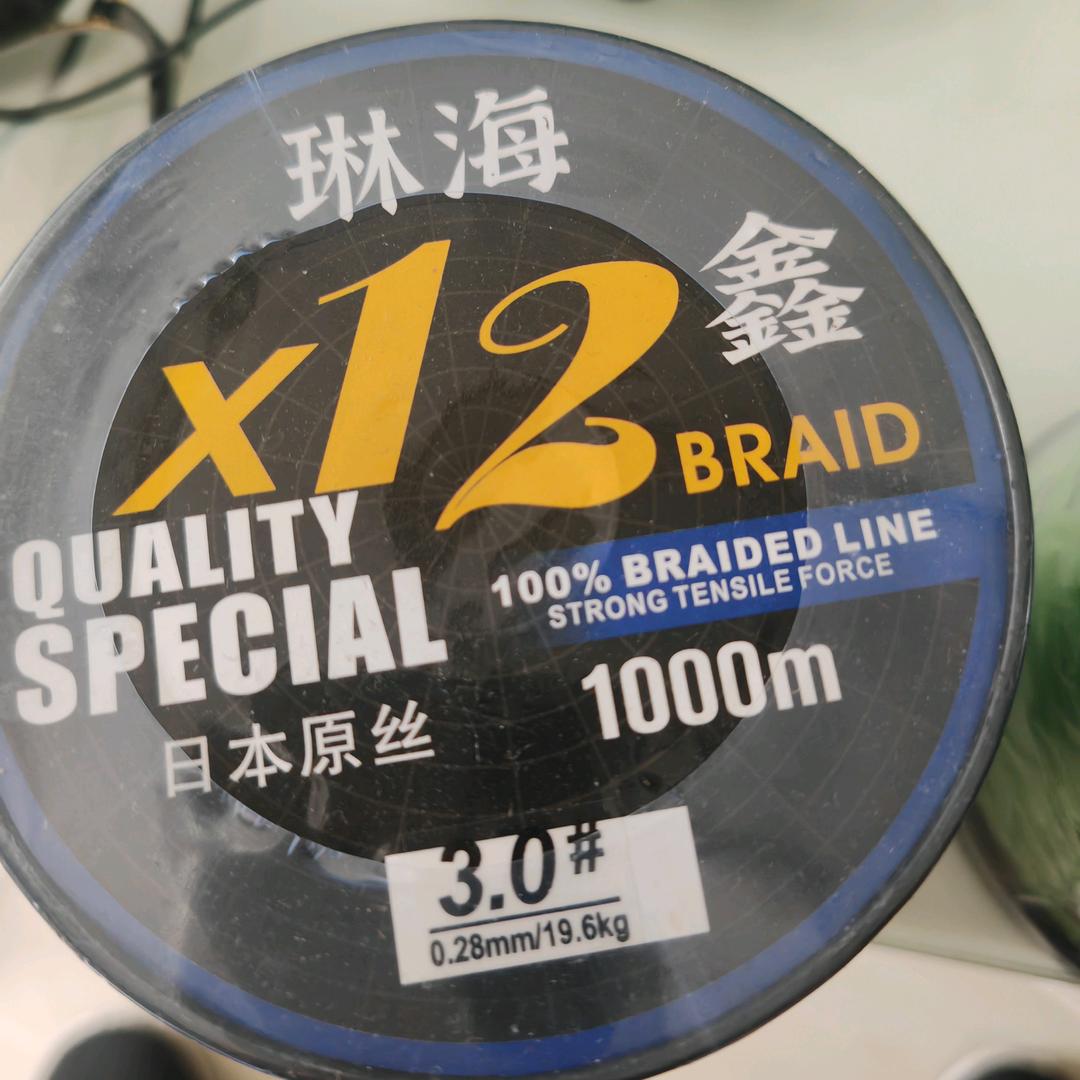 琳海鑫
x12 BRAID
QUALITY
SPECIAL
100% BRAIDED LINE
STRONG TENSILE FORCE
1000m
日本原丝
3.0#
0.28mm/19.6kg